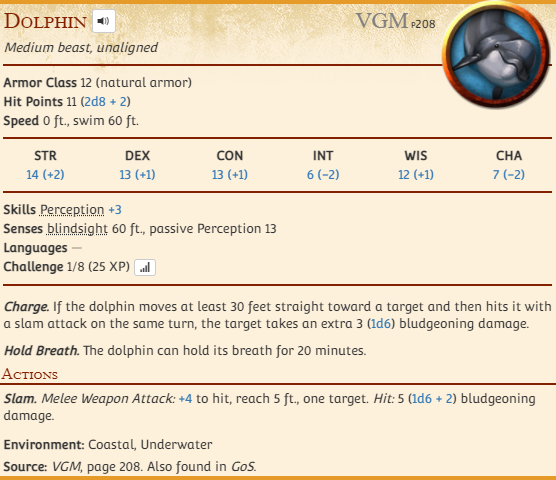 Dolphin VGM p208
Medium beast, unaligned
Armor Class 12 (natural armor)
Hit Points 11 (2d8 + 2)
Speed 0 ft., swim 60 ft.
STR DEX CON INT WIS CHA
14 (+2) 13 (+1) 13 (+1) 6 (−2) 12 (+1) 7 (−2)
Skills Perception +3
Senses blindsight 60 ft., passive Perception 13
Languages —
Challenge 1/8 (25 XP)
Charge. If the dolphin moves at least 30 feet straight toward a target and then hits it with
a slam attack on the same turn, the target takes an extra 3 (1d6) bludgeoning damage.
Hold Breath. The dolphin can hold its breath for 20 minutes.
Actions
Slam. Melee Weapon Attack: +4 to hit, reach 5 ft., one target. Hit: 5 (1d6 + 2) bludgeoning
damage.
Environment: Coastal, Underwater
Source: VGM, page 208. Also found in GoS.